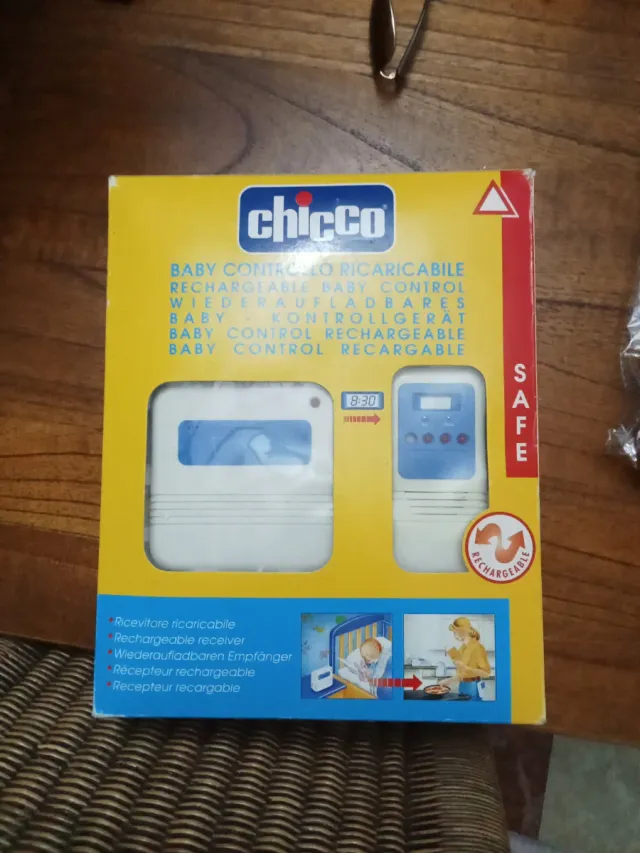 chicco
BABY CONTROLLO RICARICABILE
RECHARGEABLE BABY CONTROL
WIEDERAUFLADBARES
BABY - KONTROLLGERÄT
BABY CONTROL RECHARGEABLE
BABY CONTROL RECARGABLE
8:30
SAFE
RECHARGEABLE
Ricevitore ricaricabile
Rechargeable receiver
Wiederaufladbaren Empfänger
Récepteur rechargeable
Recepteur recargable